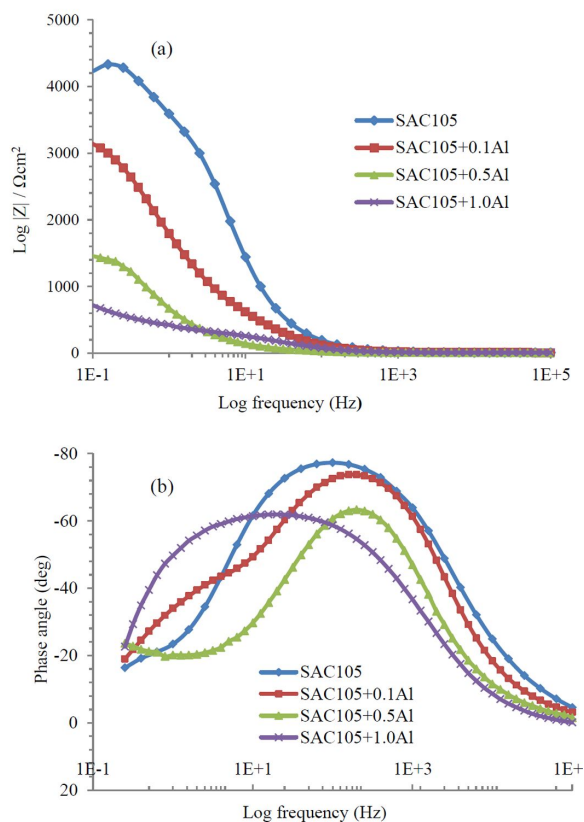 (a)
5000
4000
3000
2000
1000
0
Log |Z| / Ωcm²
SAC105
SAC105+0.1Al
SAC105+0.5Al
SAC105+1.0Al
1E-1 1E+1 1E+3 1E+5
Log frequency (Hz)
(b)
-80
-60
-40
-20
0
20
Phase angle (deg)
SAC105
SAC105+0.1Al
SAC105+0.5Al
SAC105+1.0Al
1E-1 1E+1 1E+3 1E+
Log frequency (Hz)